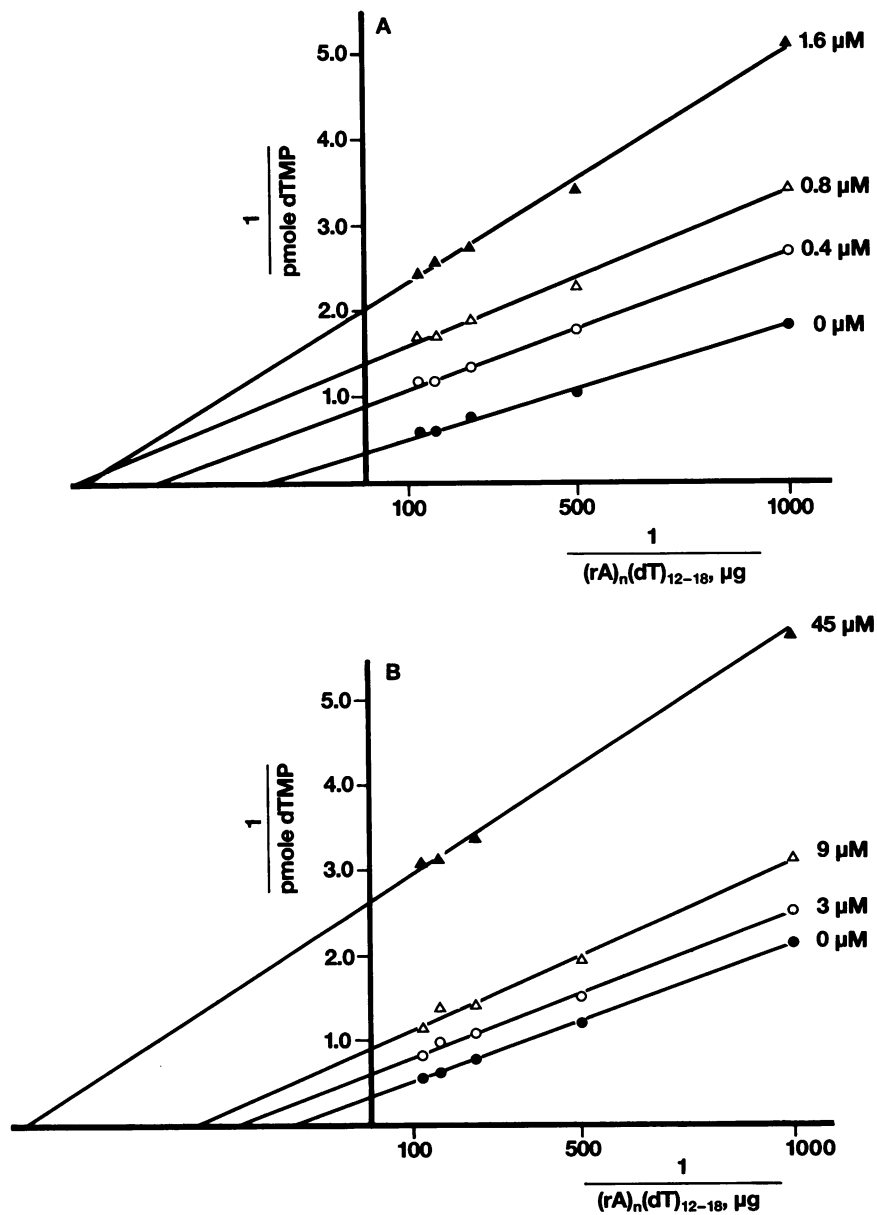 A
1.6 µM
5.0
4.0
1
pmole dTMP
3.0
0.8 µM
0.4 µM
2.0
0 µM
1.0
100
500
1000
1
(rA)n(dT)12–18, µg
45 µM
B
5.0
4.0
1
pmole dTMP
3.0
9 µM
3 µM
2.0
0 µM
1.0
100
500
1000
1
(rA)n(dT)12–18, µg